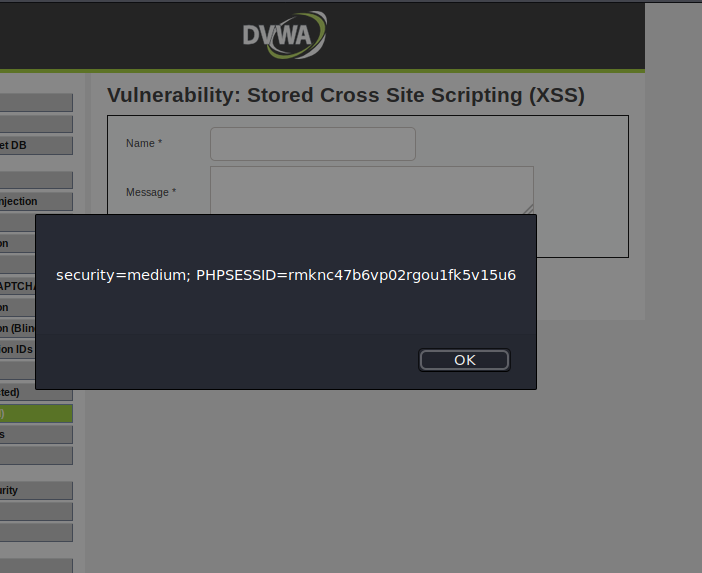 DVWA
Vulnerability: Stored Cross Site Scripting (XSS)
et DB
njection
on
APTCHA
on
on (Blin
ion IDs
cted)
d)
s
urity
Name *
Message *
security=medium; PHPSESSID=rmknc47b6vp02rgou1fk5v15u6
OK